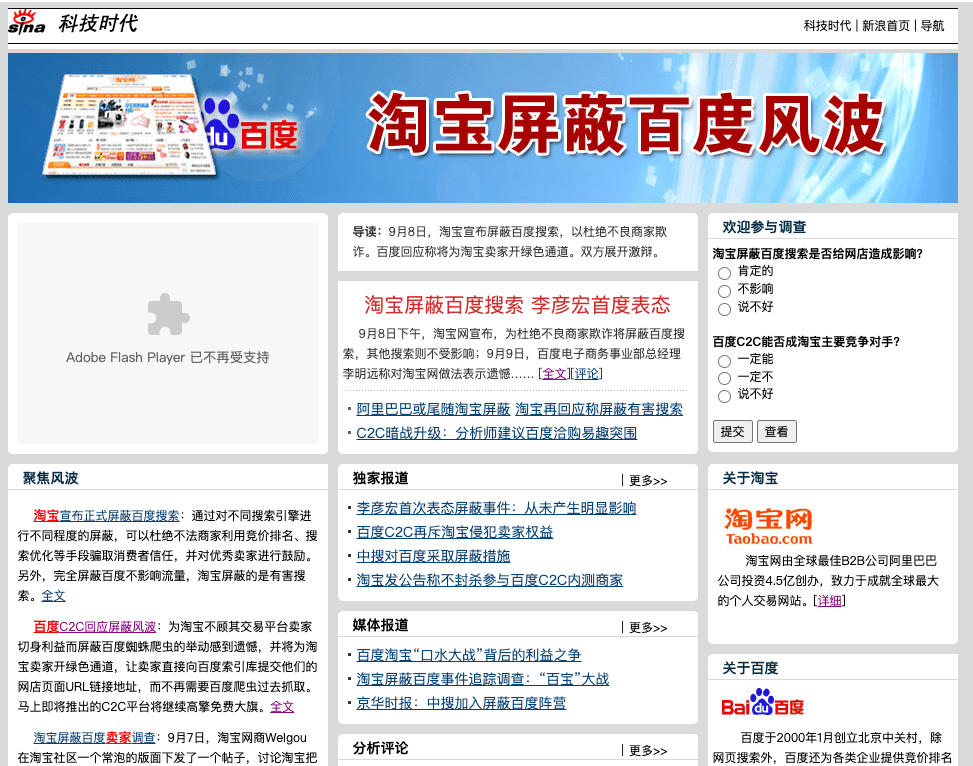 sina 科技时代
科技时代 | 新浪首页 | 导航
淘宝网
du 百度
淘宝屏蔽百度风波
Adobe Flash Player 已不再受支持
导读：9月8日，淘宝宣布屏蔽百度搜索，以杜绝不良商家欺
诈。百度回应称将为淘宝卖家开绿色通道。双方展开激辩。
淘宝屏蔽百度搜索 李彦宏首度表态
9月8日下午，淘宝网宣布，为杜绝不良商家欺诈将屏蔽百度搜
索，其他搜索则不受影响；9月9日，百度电子商务事业部总经理
李明远称对淘宝网做法表示遗憾...... [全文][评论]
阿里巴巴或尾随淘宝屏蔽 淘宝再回应称屏蔽有害搜索
C2C暗战升级：分析师建议百度洽购易趣突围
欢迎参与调查
淘宝屏蔽百度搜索是否给网店造成影响？
肯定的
不影响
说不好
百度C2C能否成淘宝主要竞争对手？
一定能
一定不
说不好
提交 查看
聚焦风波
淘宝宣布正式屏蔽百度搜索：通过对不同搜索引擎进
行不同程度的屏蔽，可以杜绝不法商家利用竞价排名、搜
索优化等手段骗取消费者信任，并对优秀卖家进行鼓励。
另外，完全屏蔽百度不影响流量，淘宝屏蔽的是有害搜
索。全文
百度C2C回应屏蔽风波：为淘宝不顾其交易平台卖家
切身利益而屏蔽百度蜘蛛爬虫的举动感到遗憾，并将为淘
宝卖家开绿色通道，让卖家直接向百度索引库提交他们的
网店页面URL链接地址，而不再需要百度爬虫过去抓取。
马上即将推出的C2C平台将继续高擎免费大旗。全文
淘宝屏蔽百度卖家调查：9月7日，淘宝网商Welgou
在淘宝社区一个常泡的版面下发了一个帖子，讨论淘宝把
独家报道 | 更多>>
李彦宏首次表态屏蔽事件：从未产生明显影响
百度C2C再斥淘宝侵犯卖家权益
中搜对百度采取屏蔽措施
淘宝发公告称不封杀参与百度C2C内测商家
媒体报道 | 更多>>
百度淘宝“口水大战”背后的利益之争
淘宝屏蔽百度事件追踪调查：“百宝”大战
京华时报：中搜加入屏蔽百度阵营
分析评论 | 更多>>
关于淘宝
淘宝网
Taobao.com
淘宝网由全球最佳B2B公司阿里巴巴
公司投资4.5亿创办，致力于成就全球最大
的个人交易网站。[详细]
关于百度
Baidu百度
百度于2000年1月创立北京中关村，除
网页搜索外，百度还为各类企业提供竞价排名